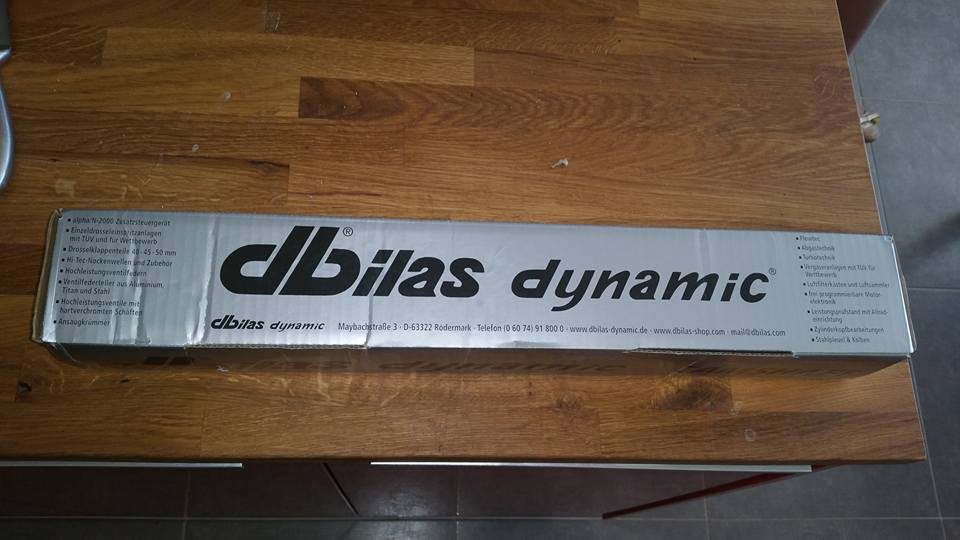 ▪ alpha/N-2000 Zusatzsteuergerät
▪ Einzeldrosseleinspritzanlagen
mit TÜV und für Wettbewerb
▪ Drosselklappenteile 40 - 45 - 50 mm
▪ Hi-Tec-Nockenwellen und Zubehör
▪ Hochleistungsventilfedern
▪ Ventilfederteller aus Aluminium,
Titan und Stahl
▪ Hochleistungsventile mit
hartverchromten Schäften
▪ Ansaugkrümmer
dbilas dynamic®
dbilas dynamic Maybachstraße 3 · D-63322 Rödermark · Telefon (0 60 74) 91 800 0 · www.dbilas-dynamic.de · www.dbilas-shop.com · mail@dbilas.com
▪ Flowtec
▪ Abgastechnik
▪ Turbotechnik
▪ Vergaseranlagen mit TÜV für
Wettbewerb
▪ Luftfilterkästen und Luftsammler
▪ frei programmierbare Motor-
elektronik
▪ Leistungsprüfstand mit Allrad-
einrichtung
▪ Zylinderkopfbearbeitungen
▪ Stahlpleuel & Kolben
dynamic